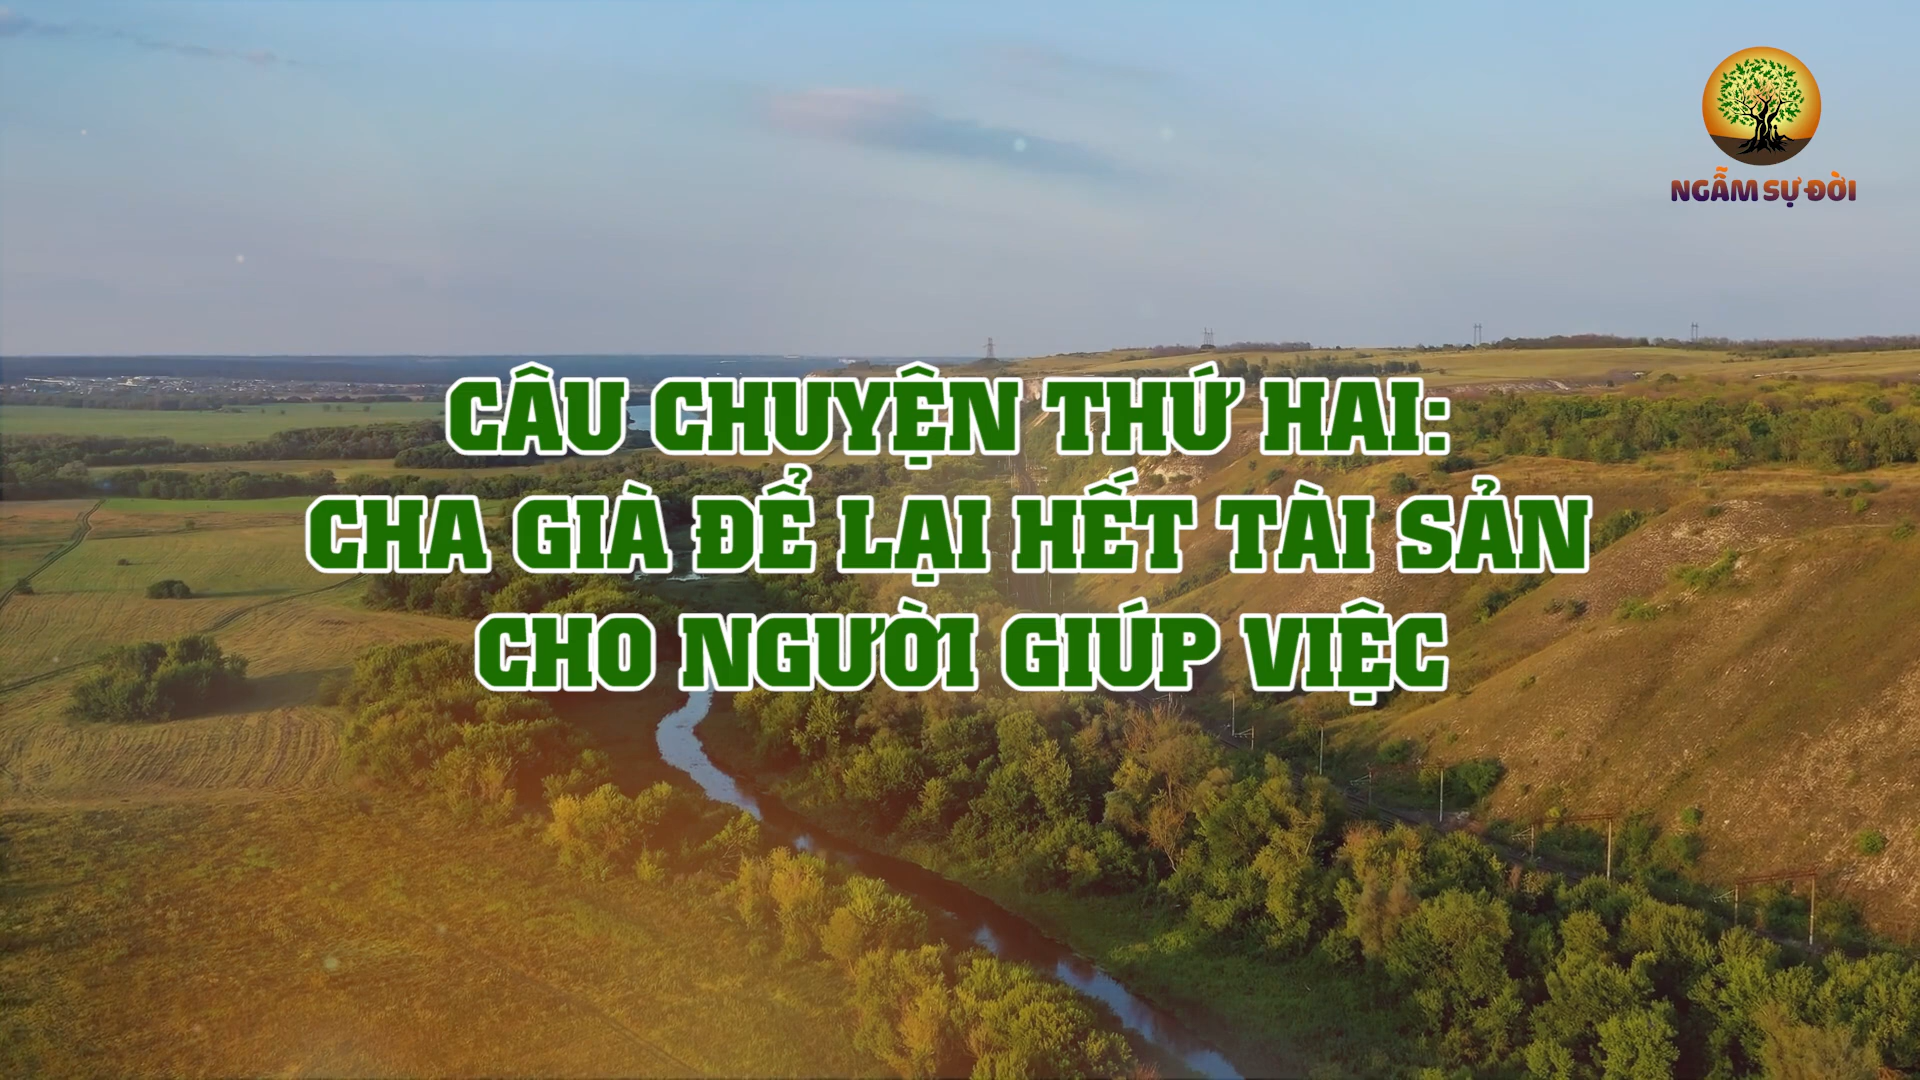 NGẪM SỰ ĐỜI
CÂU CHUYỆN THỨ HAI:
CHA GIÀ ĐỂ LẠI HẾT TÀI SẢN
CHO NGƯỜI GIÚP VIỆC